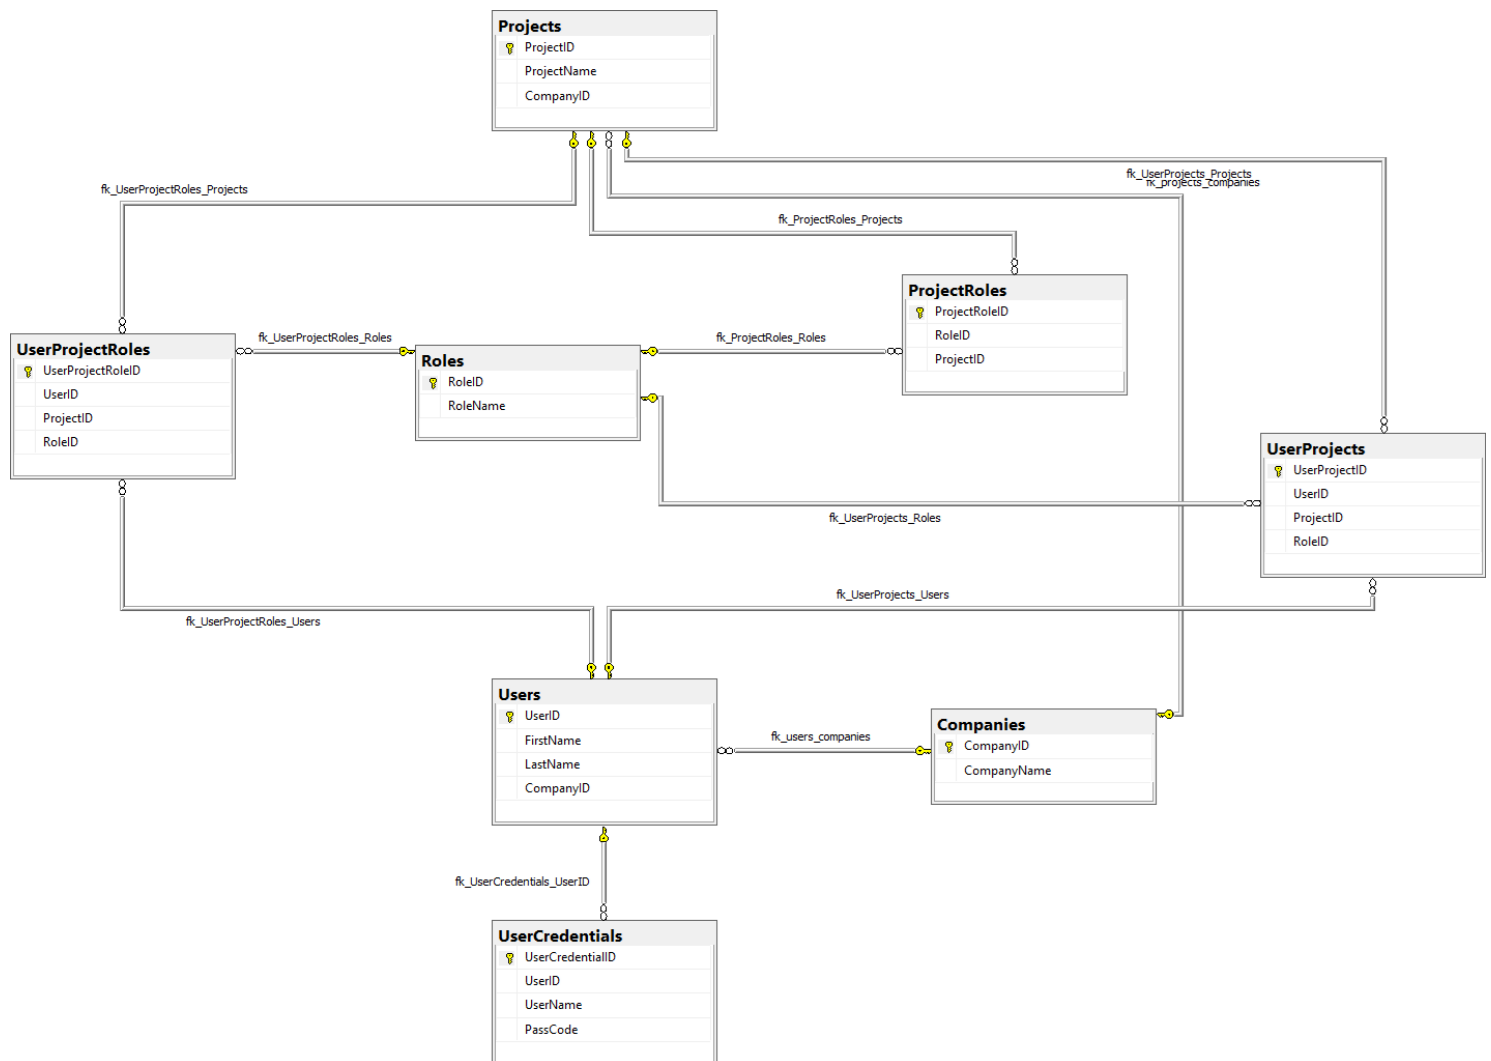 Projects
ProjectID
ProjectName
CompanyID
fk_UserProjectRoles_Projects
fk_UserProjects_Projects
fk_projects_companies
fk_ProjectRoles_Projects
ProjectRoles
ProjectRoleID
RoleID
ProjectID
UserProjectRoles
UserProjectRoleID
UserID
ProjectID
RoleID
fk_UserProjectRoles_Roles
Roles
RoleID
RoleName
fk_ProjectRoles_Roles
UserProjects
UserProjectID
UserID
ProjectID
RoleID
fk_UserProjects_Roles
fk_UserProjects_Users
fk_UserProjectRoles_Users
Users
UserID
FirstName
LastName
CompanyID
fk_users_companies
Companies
CompanyID
CompanyName
fk_UserCredentials_UserID
UserCredentials
UserCredentialID
UserID
UserName
PassCode